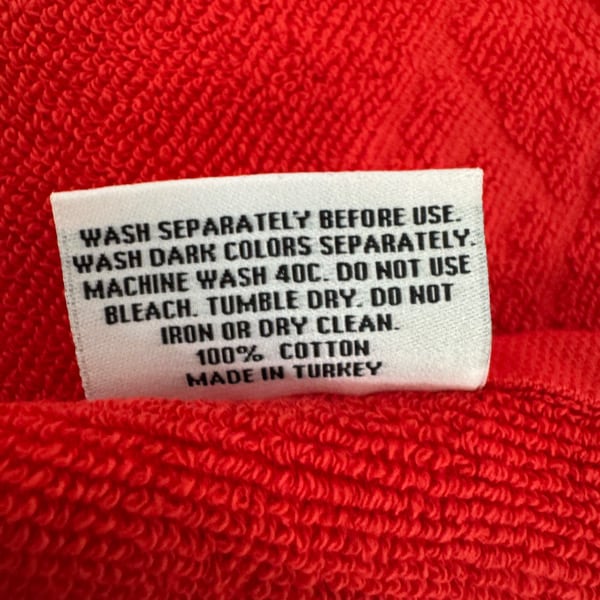 WASH SEPARATELY BEFORE USE.
WASH DARK COLORS SEPARATELY.
MACHINE WASH 40C. DO NOT USE
BLEACH. TUMBLE DRY. DO NOT
IRON OR DRY CLEAN.
100% COTTON
MADE IN TURKEY